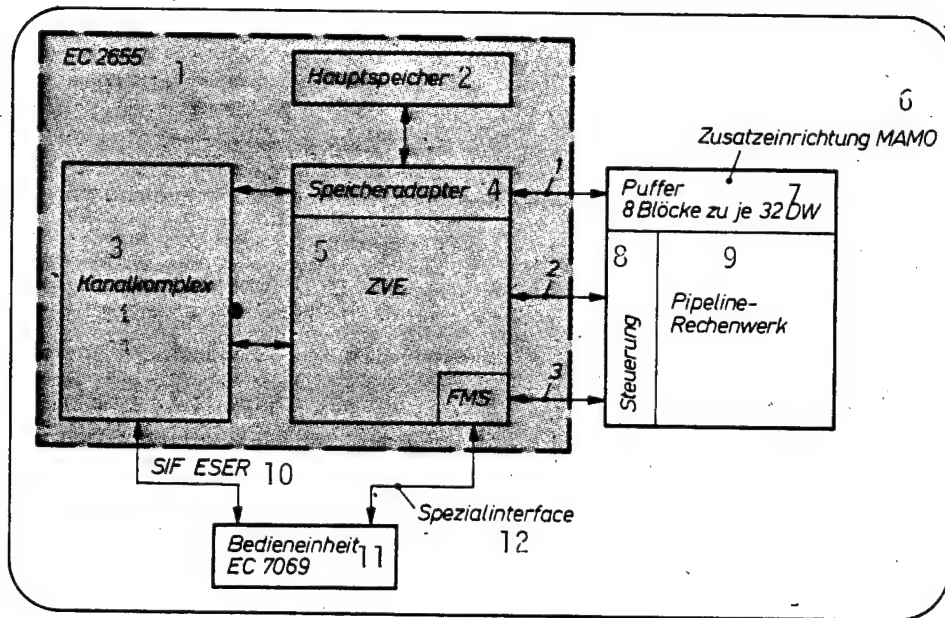 EC 2655 1
Hauptspeicher 2
6
Zusatzeinrichtung MAMO
Speicheradapter 4
1
Puffer 7
8 Blöcke zu je 32 DW
3
Kanalkomplex
1
5
ZVE
2
8
Steuerung
9
Pipeline-
Rechenwerk
FMS
3
SIF ESER 10
Spezialinterface
12
Bedieneinheit 11
EC 7069